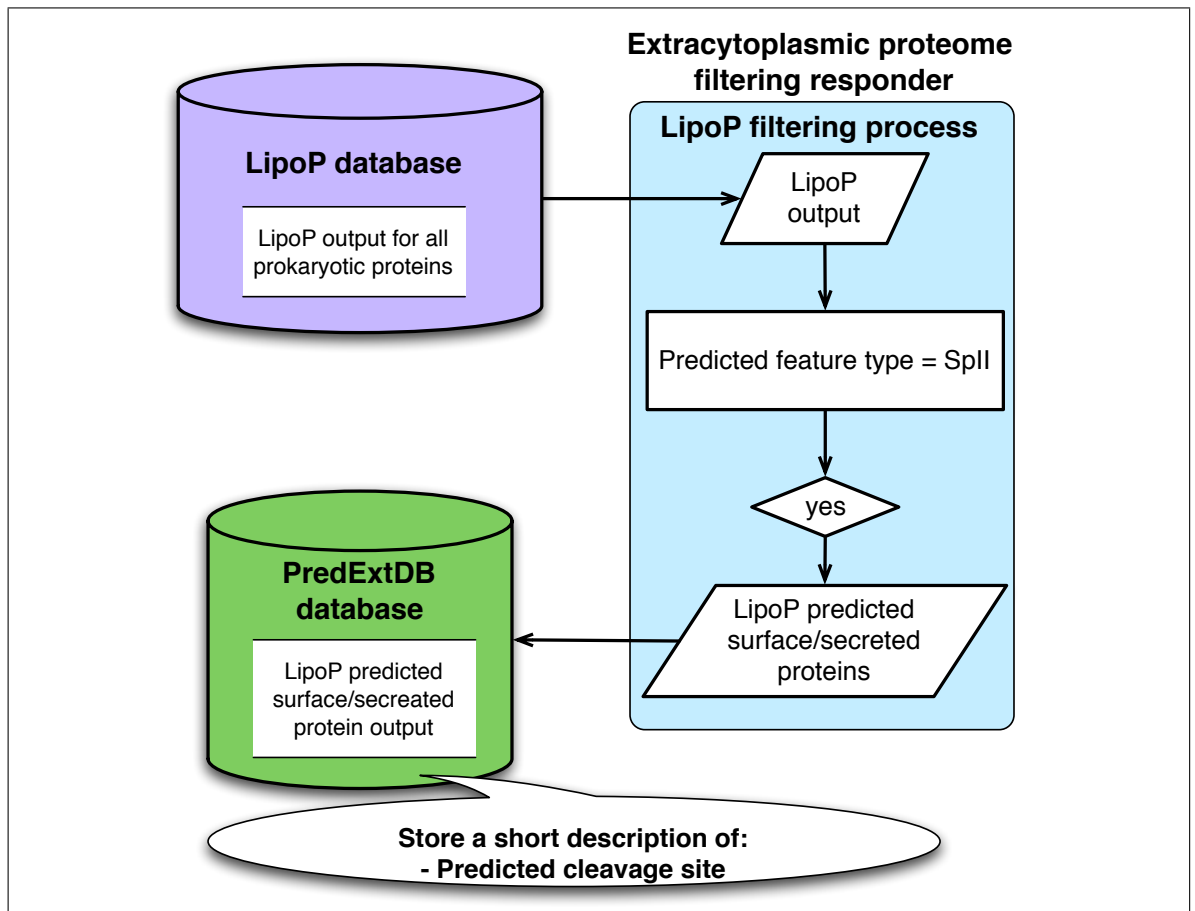 Extracytoplasmic proteome
filtering responder
LipoP filtering process
LipoP database
LipoP output for all
prokaryotic proteins
LipoP
output
Predicted feature type = SpII
yes
LipoP predicted
surface/secreted
proteins
PredExtDB
database
LipoP predicted
surface/secreated
protein output
Store a short description of:
- Predicted cleavage site